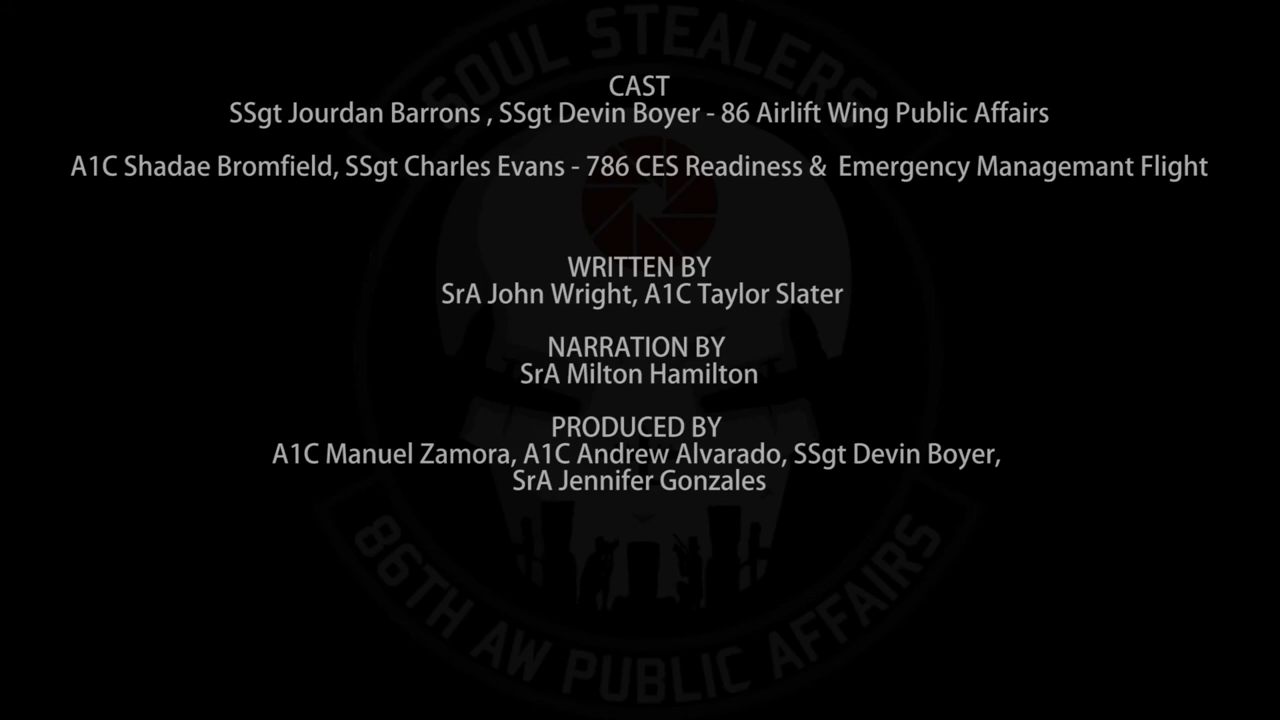 SOUL STEALERS
CAST
SSgt Jourdan Barrons , SSgt Devin Boyer - 86 Airlift Wing Public Affairs
A1C Shadae Bromfield, SSgt Charles Evans - 786 CES Readiness &  Emergency Managemant Flight
WRITTEN BY
SrA John Wright, A1C Taylor Slater
NARRATION BY
SrA Milton Hamilton
PRODUCED BY
A1C Manuel Zamora, A1C Andrew Alvarado, SSgt Devin Boyer,
SrA Jennifer Gonzales
86TH AW PUBLIC AFFAIRS